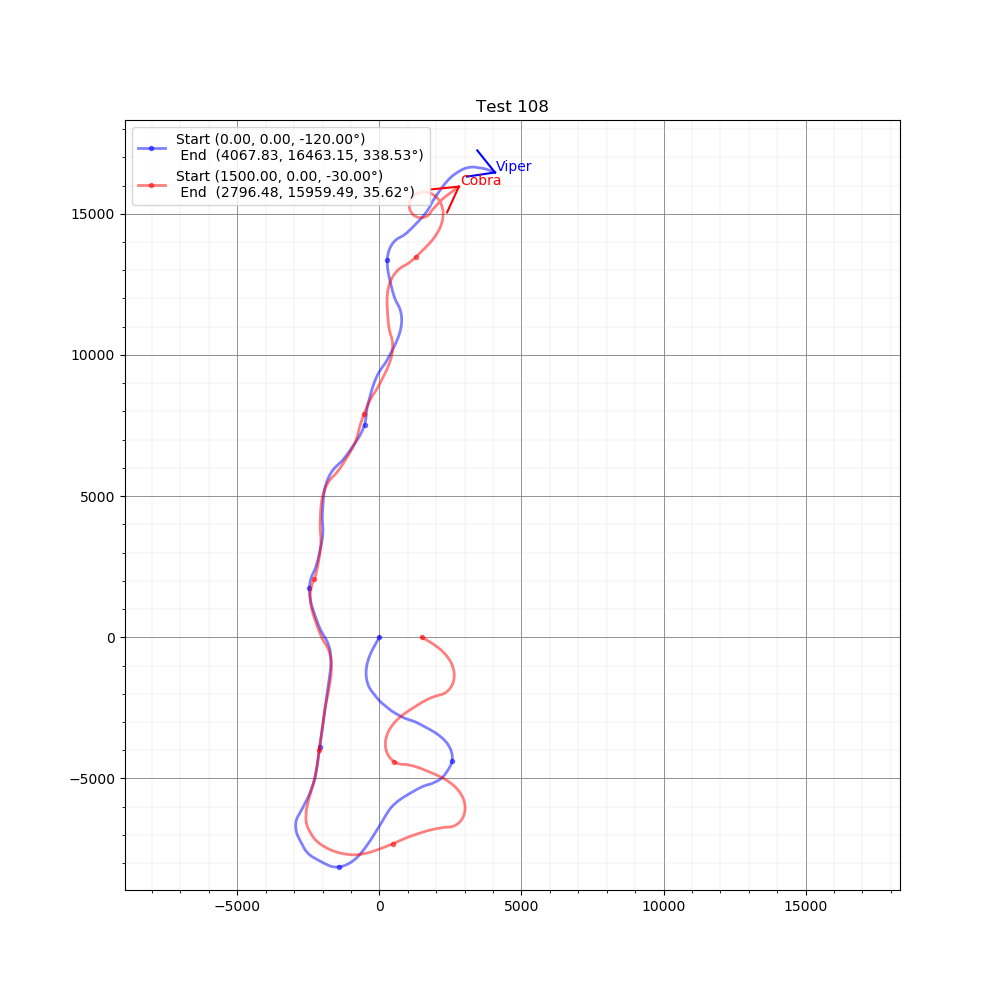 Test 108
Start (0.00, 0.00, -120.00°)
End (4067.83, 16463.15, 338.53°)
Start (1500.00, 0.00, -30.00°)
End (2796.48, 15959.49, 35.62°)
Viper
Cobra
15000
10000
5000
0
−5000
−5000
0
5000
10000
15000